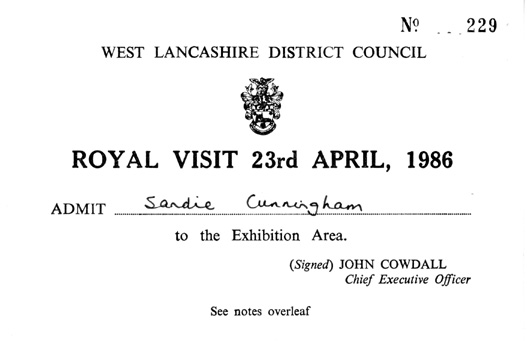 Nº ... 229
WEST LANCASHIRE DISTRICT COUNCIL
ROYAL VISIT 23rd APRIL, 1986
ADMIT Sandie Cunningham
to the Exhibition Area.
(Signed) JOHN COWDALL
Chief Executive Officer
See notes overleaf